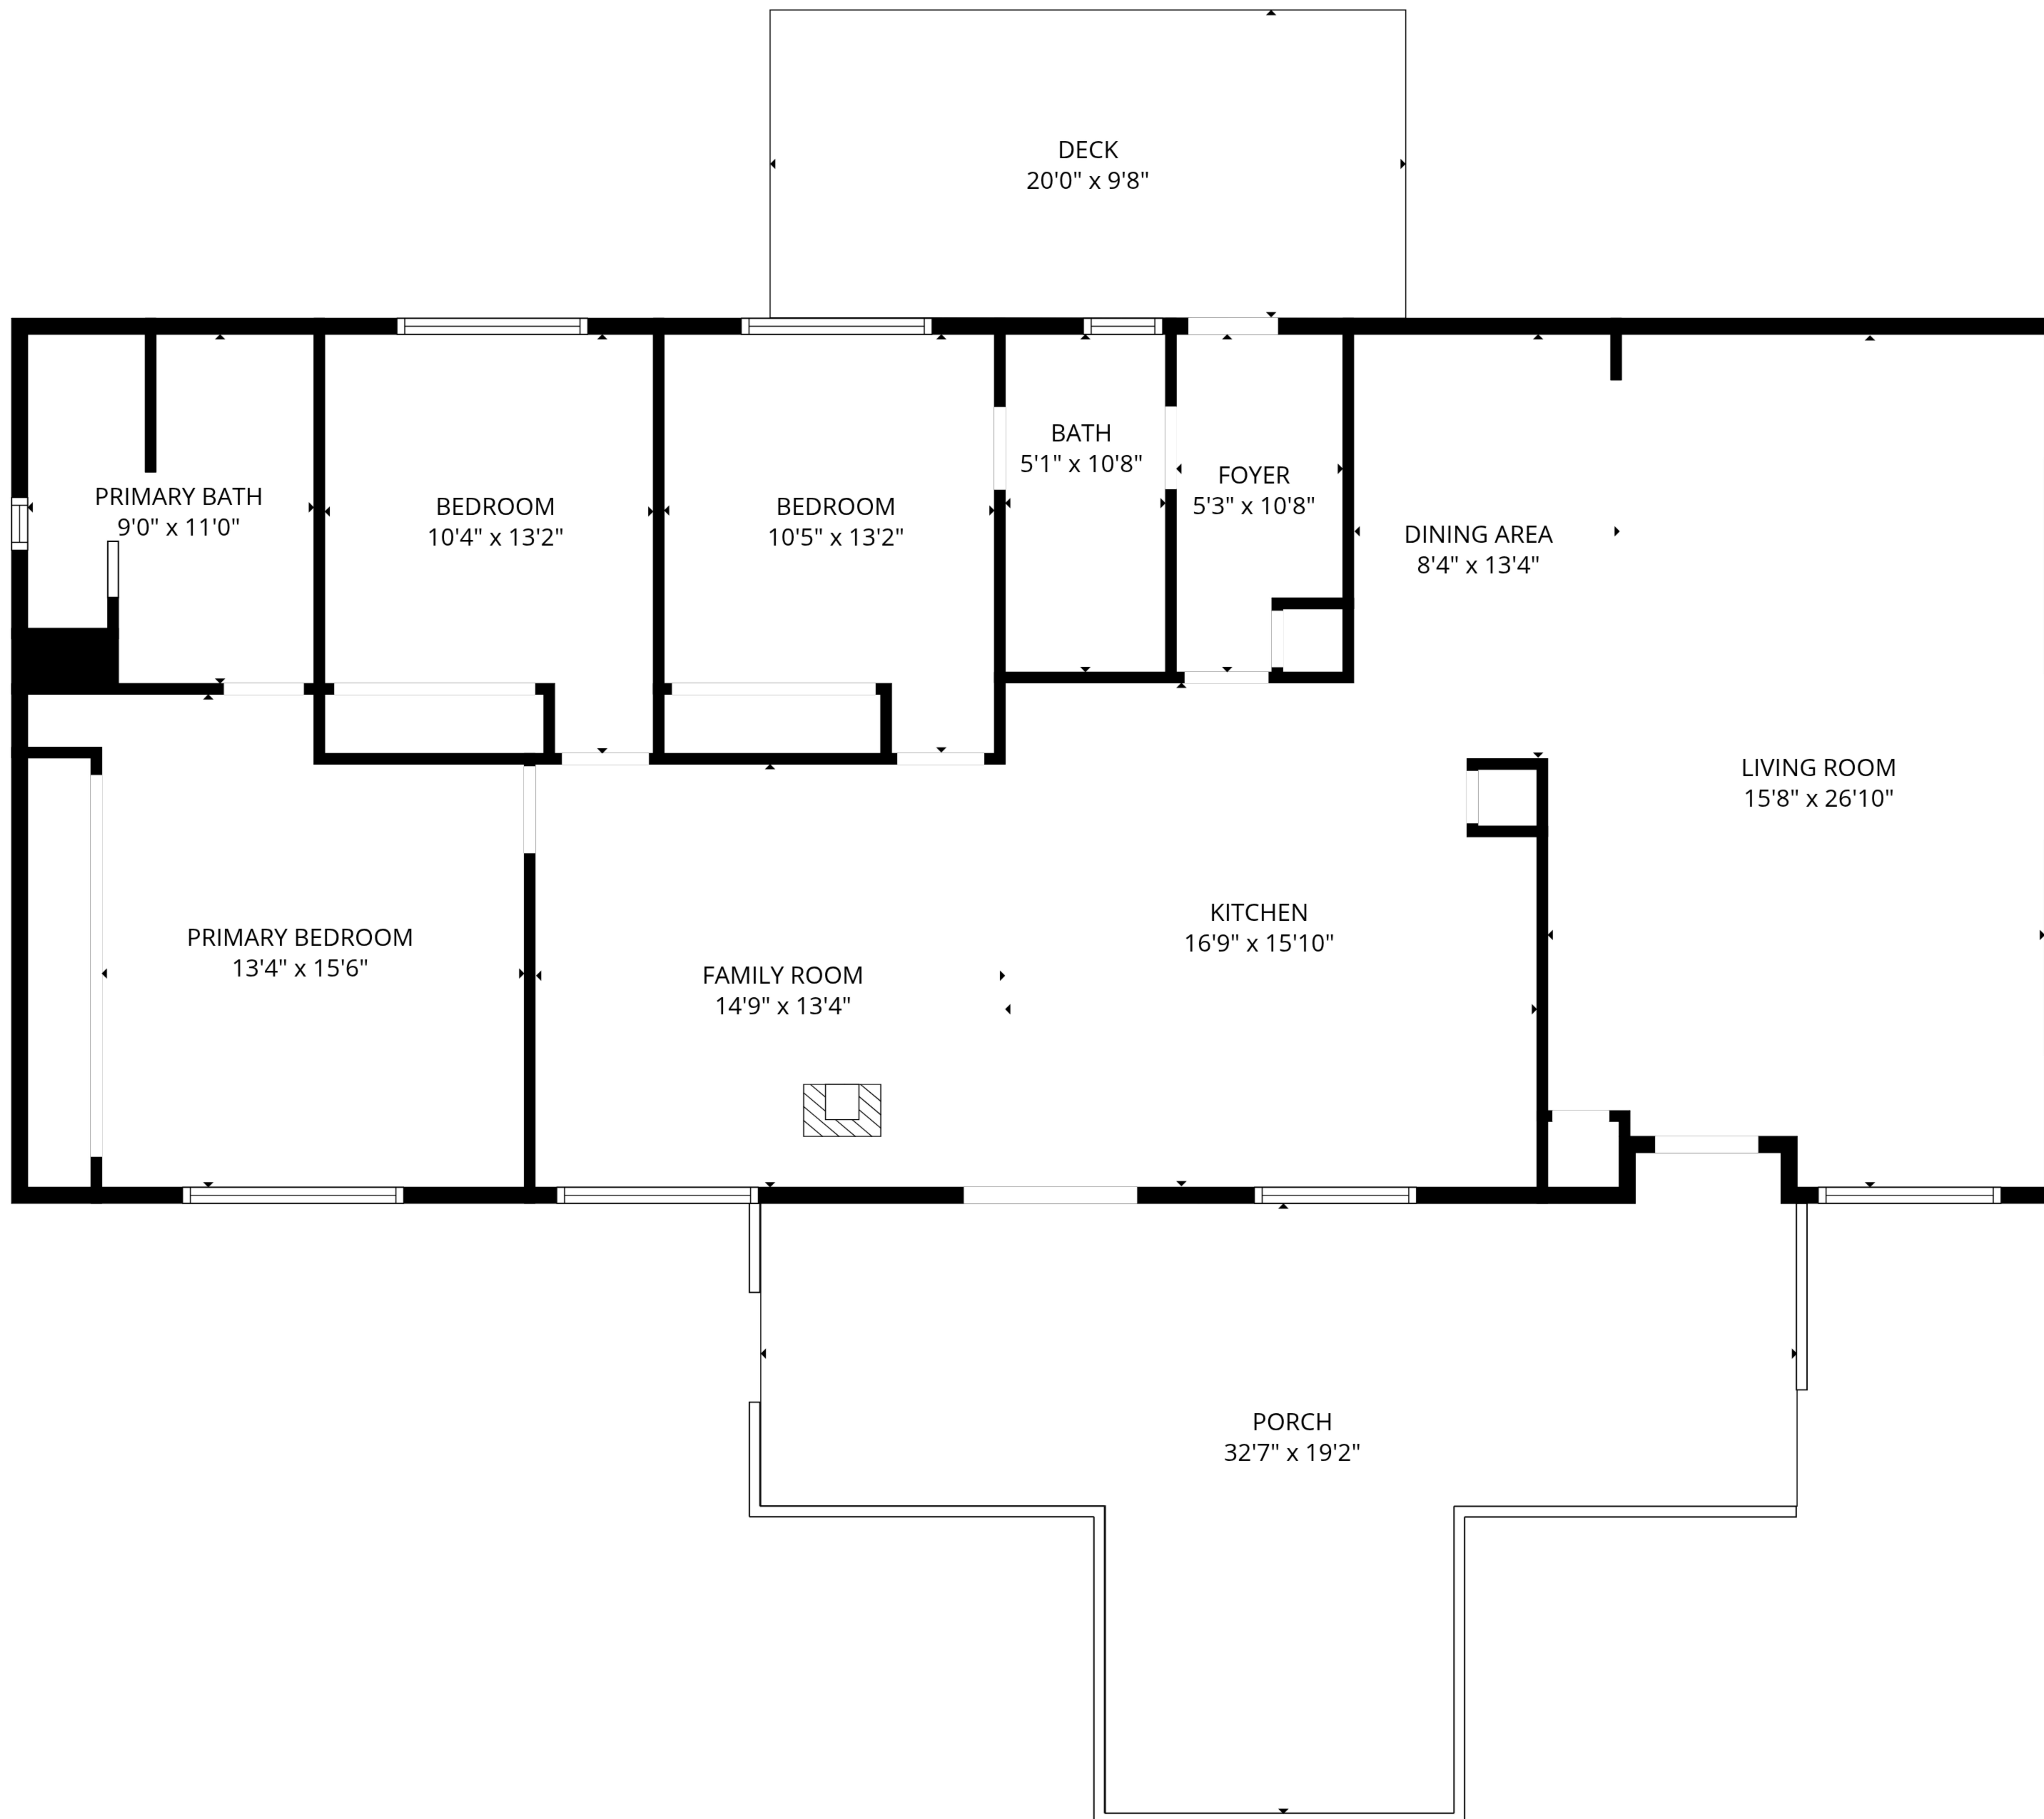 DECK
20'0" x 9'8"
BATH
5'1" x 10'8"
FOYER
5'3" x 10'8"
PRIMARY BATH
9'0" x 11'0"
BEDROOM
10'4" x 13'2"
BEDROOM
10'5" x 13'2"
DINING AREA
8'4" x 13'4"
LIVING ROOM
15'8" x 26'10"
KITCHEN
16'9" x 15'10"
PRIMARY BEDROOM
13'4" x 15'6"
FAMILY ROOM
14'9" x 13'4"
PORCH
32'7" x 19'2"